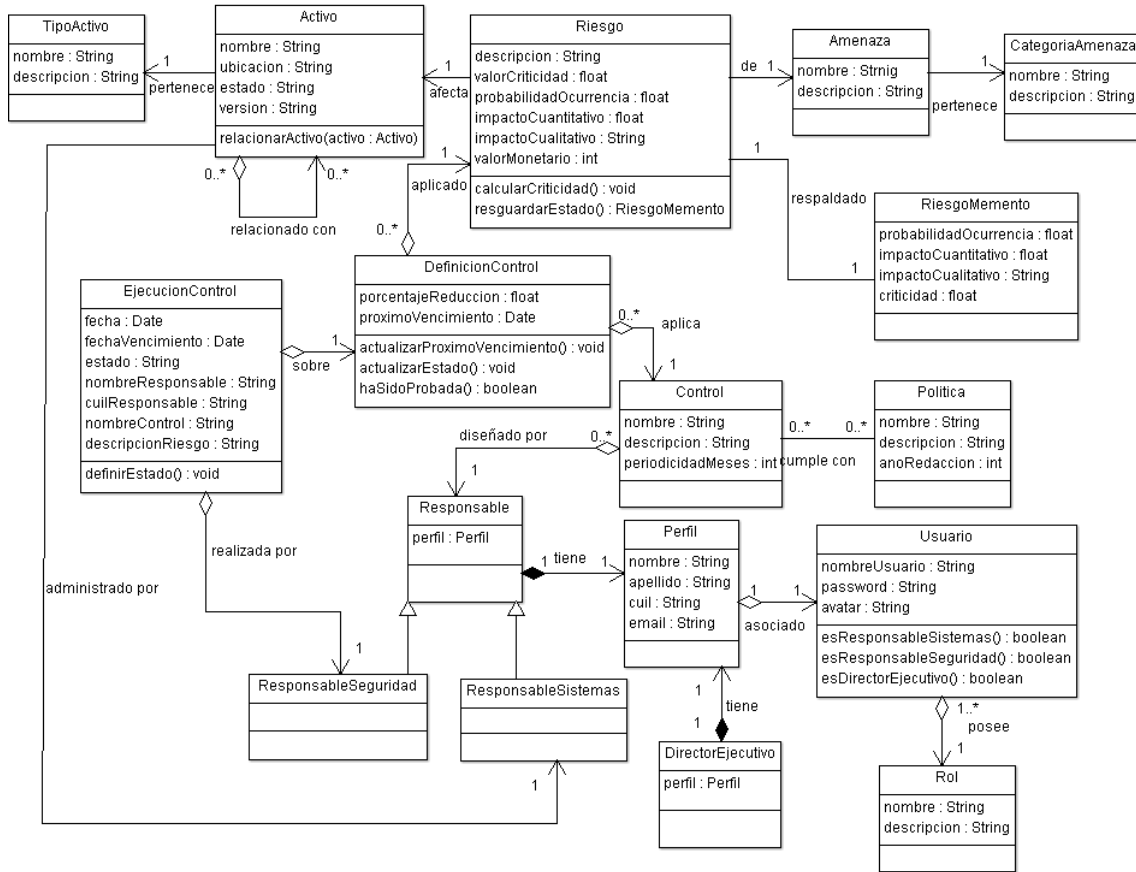 TipoActivo
nombre : String
descripcion : String
1
1
pertenece
Activo
nombre : String
ubicacion : String
estado : String
version : String
relacionarActivo(activo : Activo)
0..*
0..*
relacionado con
Riesgo
descripcion : String
valorCriticidad : float
probabilidadOcurrencia : float
impactoCuantitativo : float
impactoCualitativo : String
valorMonetario : int
calcularCriticidad() : void
resguardarEstado() : RiesgoMemento
1
afecta
1
aplicado
0..*
de
1
Amenaza
nombre : Strnig
descripcion : String
1
pertenece
CategoriaAmenaza
nombre : String
descripcion : String
1
respaldado
1
RiesgoMemento
probabilidadOcurrencia : float
impactoCuantitativo : float
impactoCualitativo : String
criticidad : float
DefinicionControl
porcentajeReduccion : float
proximoVencimiento : Date
actualizarProximoVencimiento() : void
actualizarEstado() : void
haSidoProbada() : boolean
0..*
aplica
1
EjecucionControl
fecha : Date
fechaVencimiento : Date
estado : String
nombreResponsable : String
cuilResponsable : String
nombreControl : String
descripcionRiesgo : String
definirEstado() : void
1
sobre
Control
nombre : String
descripcion : String
periodicidadMeses : int
0..*
0..*
cumple con
Politica
nombre : String
descripcion : String
anoRedaccion : int
diseñado por
0..*
1
Responsable
perfil : Perfil
1
tiene
1
realizada por
1
administrado por
1
ResponsableSeguridad
ResponsableSistemas
Perfil
nombre : String
apellido : String
cuil : String
email : String
1
1
asociado
Usuario
nombreUsuario : String
password : String
avatar : String
esResponsableSistemas() : boolean
esResponsableSeguridad() : boolean
esDirectorEjecutivo() : boolean
1
tiene
1
DirectorEjecutivo
perfil : Perfil
1..*
posee
1
Rol
nombre : String
descripcion : String